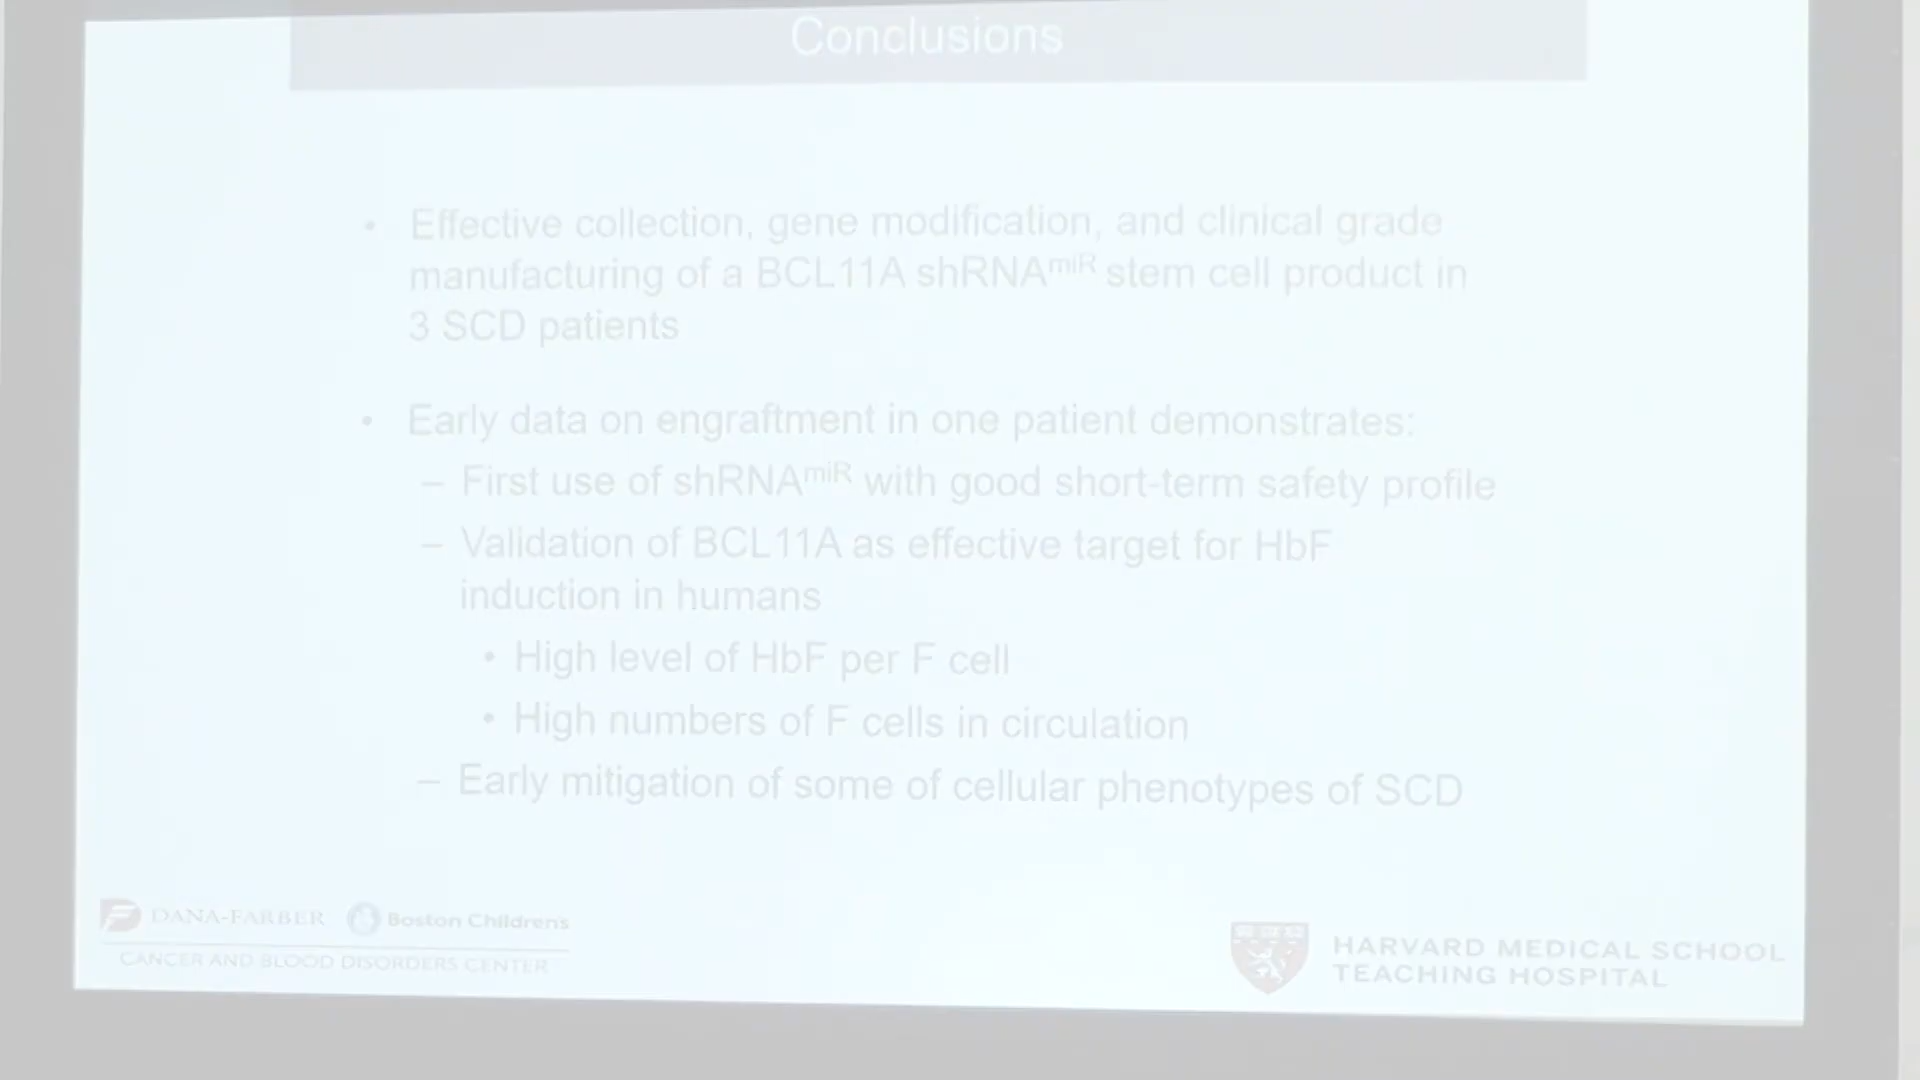 Conclusions
• Effective collection, gene modification, and clinical grade
manufacturing of a BCL11A shRNAmiR stem cell product in
3 SCD patients
• Early data on engraftment in one patient demonstrates:
– First use of shRNAmiR with good short-term safety profile
– Validation of BCL11A as effective target for HbF
induction in humans
• High level of HbF per F cell
• High numbers of F cells in circulation
– Early mitigation of some of cellular phenotypes of SCD
DANA-FARBER Boston Children's
CANCER AND BLOOD DISORDERS CENTER
HARVARD MEDICAL SCHOOL
TEACHING HOSPITAL